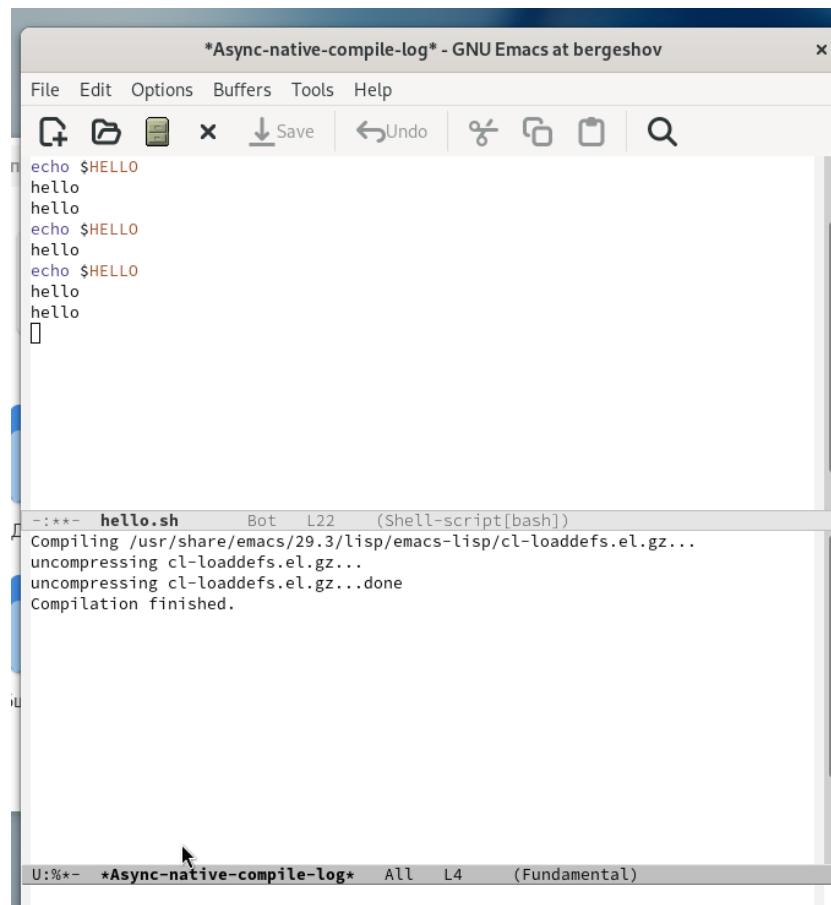 *Async-native-compile-log* - GNU Emacs at bergeshov
File Edit Options Buffers Tools Help
Save Undo
echo $HELLO
hello
hello
echo $HELLO
hello
echo $HELLO
hello
hello
-:**- hello.sh Bot L22 (Shell-script[bash])
Compiling /usr/share/emacs/29.3/lisp/emacs-lisp/cl-loaddefs.el.gz...
uncompressing cl-loaddefs.el.gz...
uncompressing cl-loaddefs.el.gz...done
Compilation finished.
U:%*- *Async-native-compile-log* All L4 (Fundamental)